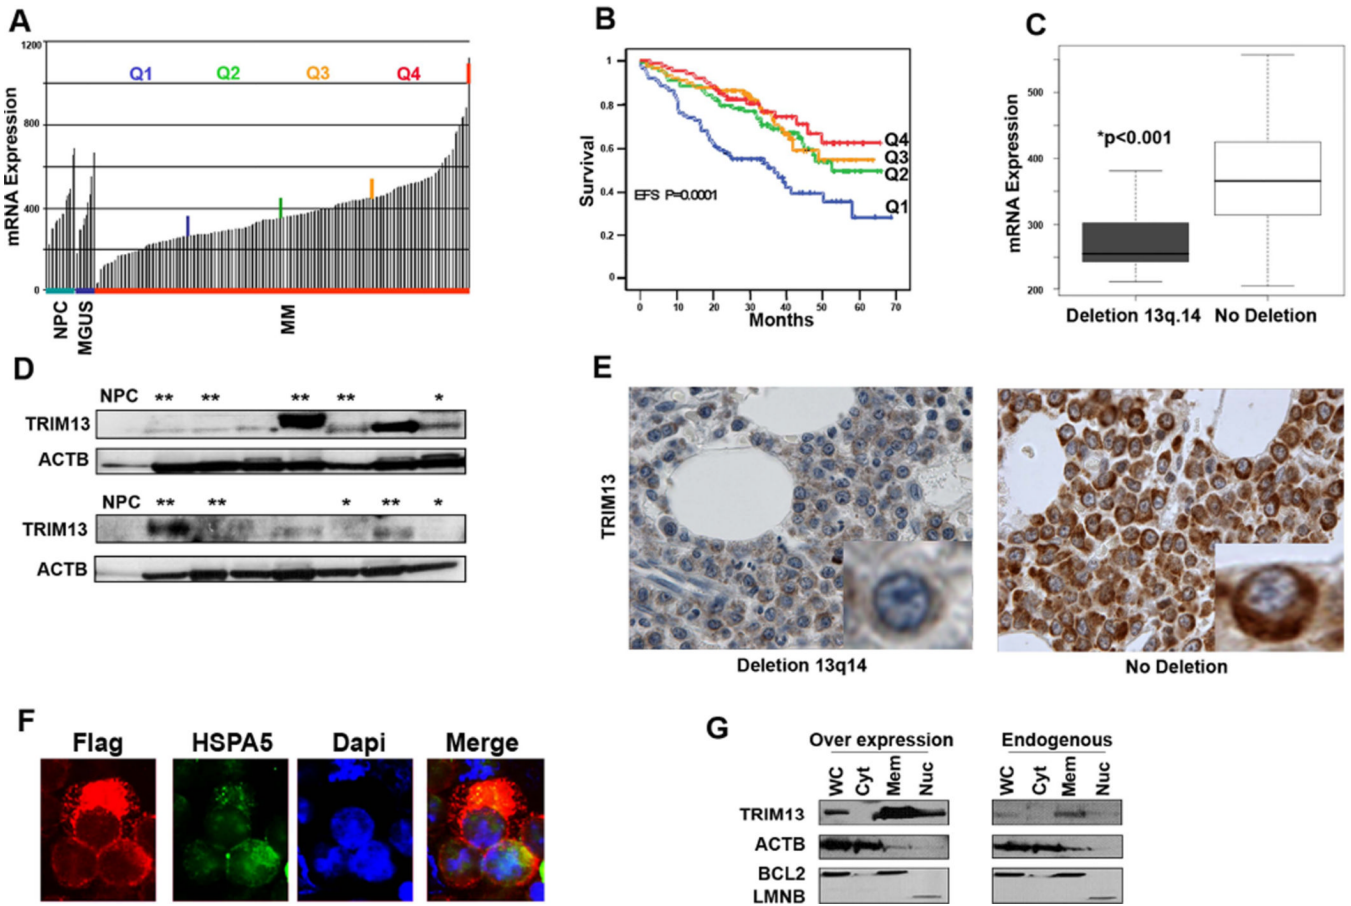 A
1200
800
400
0
mRNA Expression
Q1 Q2 Q3 Q4
NPC
MGUS
MM
B
1
0.8
0.6
0.4
0.2
0
Survival
EFS P=0.0001
Q4
Q3
Q2
Q1
0 10 20 30 40 50 60 70
Months
C
500
400
300
200
mRNA Expression
*p<0.001
Deletion 13q.14 No Deletion
D
NPC ** ** ** ** *
TRIM13
ACTB
NPC ** ** * ** *
TRIM13
ACTB
E
TRIM13
Deletion 13q14
No Deletion
F
Flag HSPA5 Dapi Merge
G
Over expression Endogenous
WC Cyt Mem Nuc WC Cyt Mem Nuc
TRIM13
ACTB
BCL2
LMNB